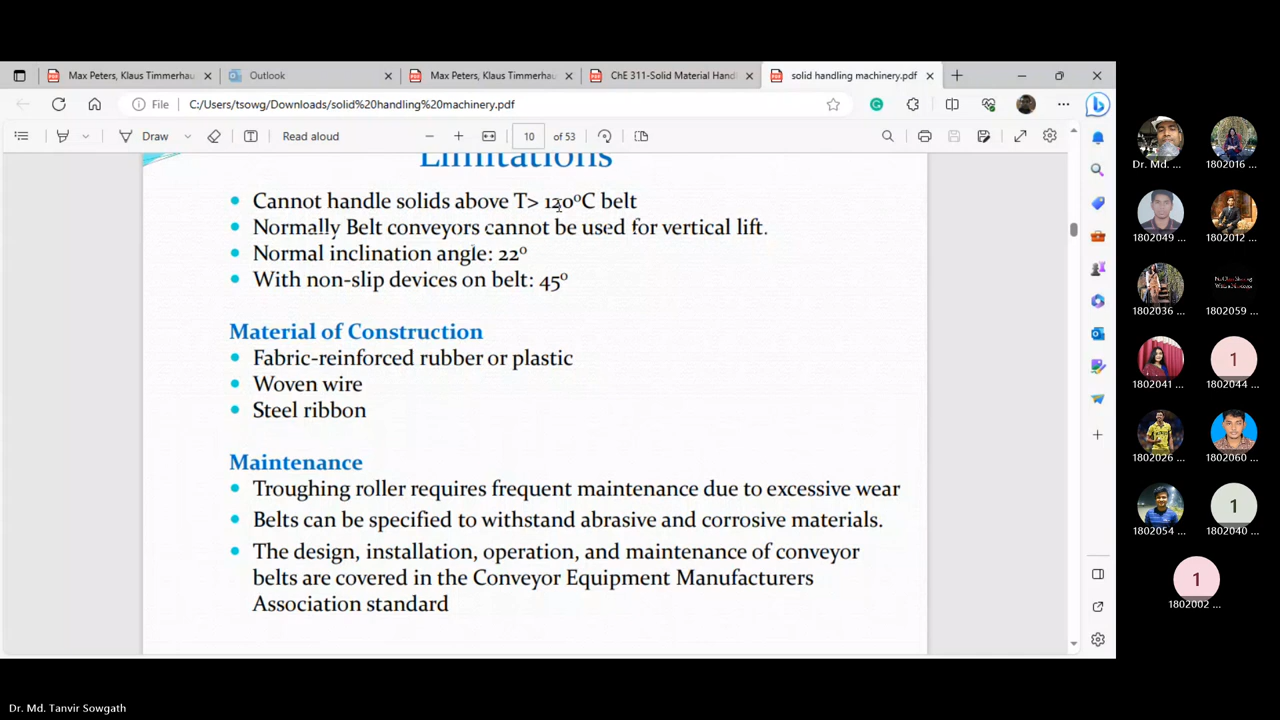 Max Peters, Klaus Timmerhau
Outlook
Max Peters, Klaus Timmerhau
ChE 311-Solid Material Handl
solid handling machinery.pdf
File
C:/Users/tsowg/Downloads/solid%20handling%20machinery.pdf
Draw
Read aloud
10
of 53
Limitations
Cannot handle solids above T> 120°C belt
Normally Belt conveyors cannot be used for vertical lift.
Normal inclination angle: 22°
With non-slip devices on belt: 45°
Material of Construction
Fabric-reinforced rubber or plastic
Woven wire
Steel ribbon
Maintenance
Troughing roller requires frequent maintenance due to excessive wear
Belts can be specified to withstand abrasive and corrosive materials.
The design, installation, operation, and maintenance of conveyor
belts are covered in the Conveyor Equipment Manufacturers
Association standard
Dr. Md. ...
1802016 ...
1802049 ...
1802012 ...
1802036 ...
1802059 ...
1802041 ...
1
1802044 ...
1802026 ...
1802060 ...
1802054 ...
1
1802040 ...
1
1802002 ...
Dr. Md. Tanvir Sowgath